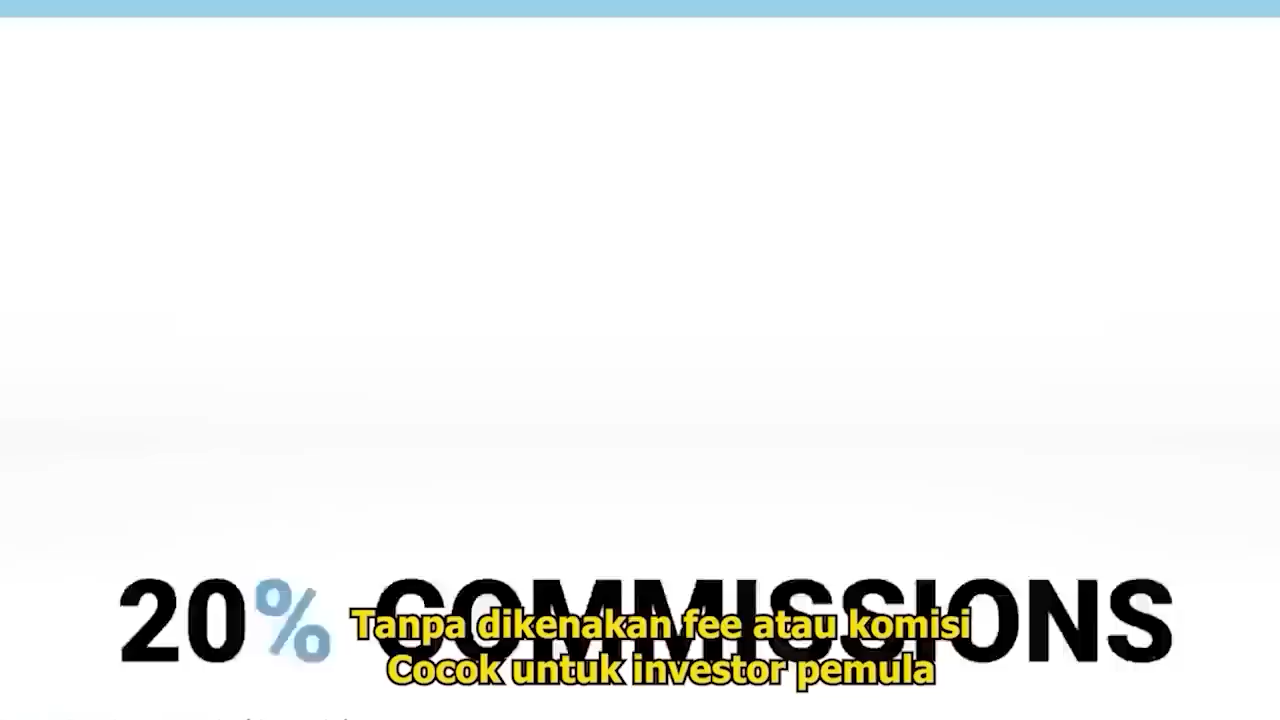 20% COMMISSIONS
Tanpa dikenakan fee atau komisi
Cocok untuk investor pemula